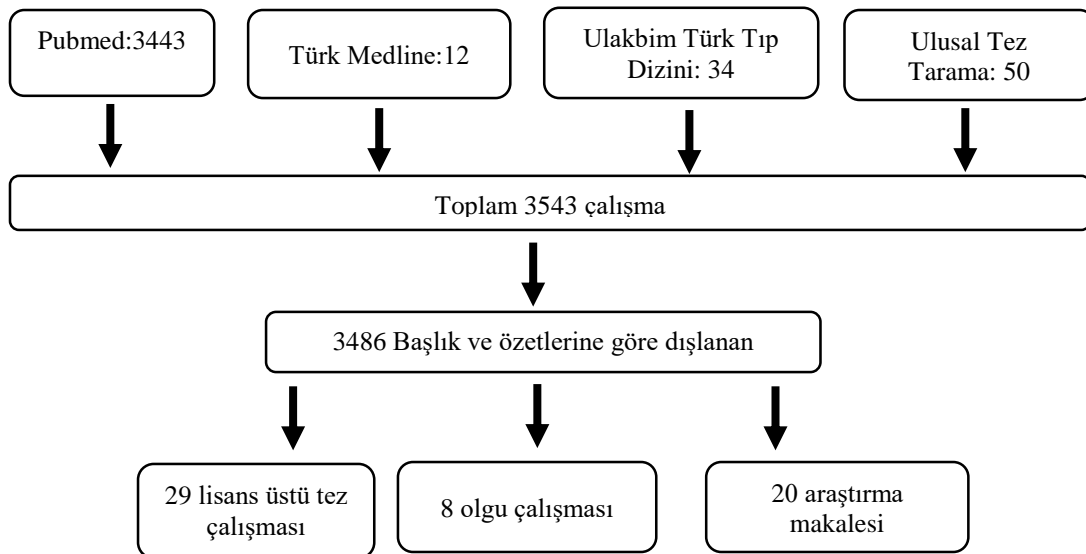 Pubmed:3443
Türk Medline:12
Ulakbim Türk Tıp
Dizini: 34
Ulusal Tez
Tarama: 50
Toplam 3543 çalışma
3486 Başlık ve özetlerine göre dışlanan
29 lisans üstü tez
çalışması
8 olgu çalışması
20 araştırma
makalesi